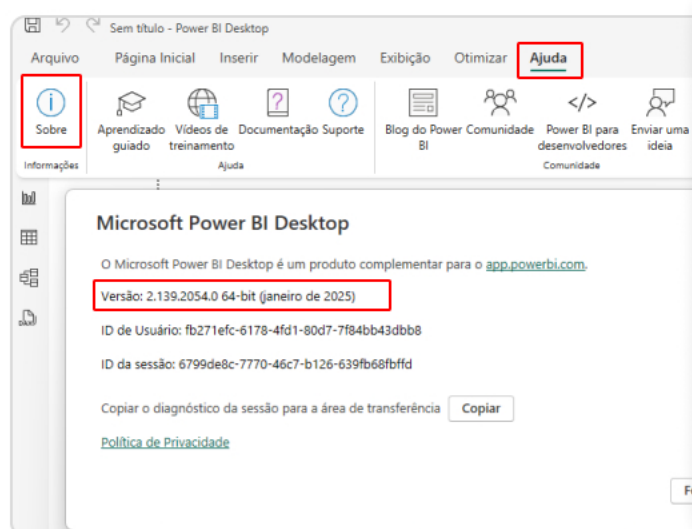 Sem título - Power BI Desktop
Arquivo Página Inicial Inserir Modelagem Exibição Otimizar Ajuda
Sobre Aprendizado guiado Vídeos de treinamento Documentação Suporte Blog do Power BI Comunidade Power BI para desenvolvedores Enviar uma ideia
Informações Ajuda Comunidade
Microsoft Power BI Desktop
O Microsoft Power BI Desktop é um produto complementar para o app.powerbi.com.
Versão: 2.139.2054.0 64-bit (janeiro de 2025)
ID de Usuário: fb271efc-6178-4fd1-80d7-7f84bb43dbb8
ID da sessão: 6799de8c-7770-46c7-b126-639fb68fbffd
Copiar o diagnóstico da sessão para a área de transferência Copiar
Política de Privacidade